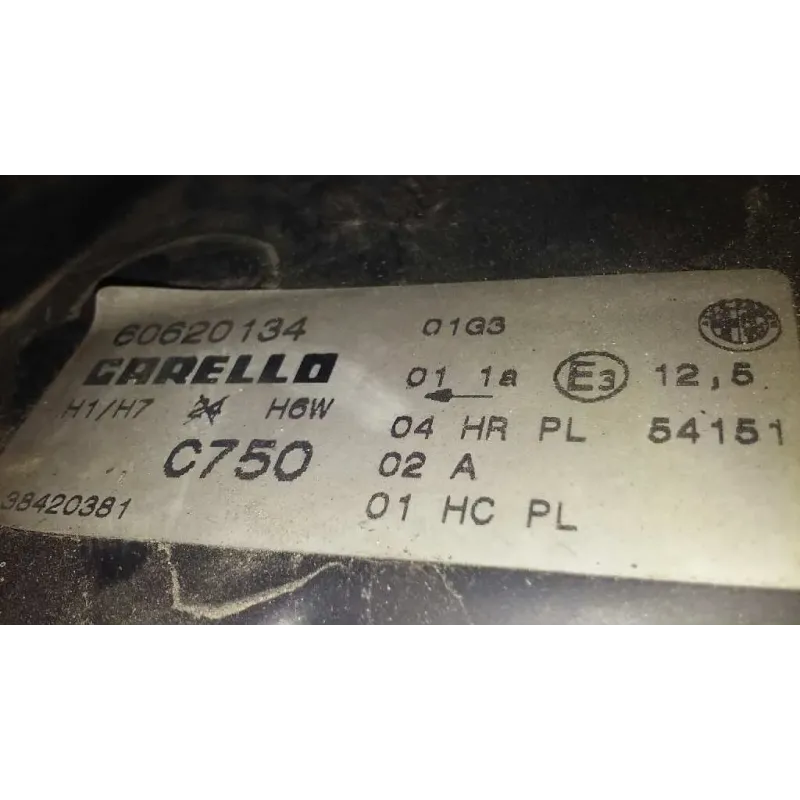 60620134 01G3
CARELLO 01 1a E3 12,5
H1/H7 24 H6W 04 HR PL 54151
C750 02 A
38420381 01 HC PL